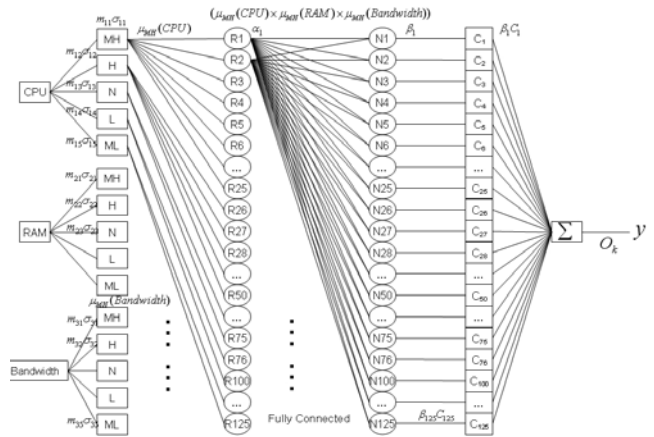 (μMH(CPU)×μMH(RAM)×μMH(Bandwidth))
m11σ11
μMH(CPU)
α1
β1
β1C1
MH
R1
N1
C1
m12σ12
H
R2
N2
C2
R3
N3
C3
CPU
m13σ13
N
R4
N4
C4
m14σ14
L
R5
N5
C5
m15σ15
ML
R6
N6
C6
...
...
...
m21σ21
MH
R25
N25
C25
m22σ22
H
R26
N26
C26
RAM
m23σ23
N
R27
N27
C27
Σ
Ok
y
L
R28
N28
C28
...
...
...
ML
R50
N50
C50
μMH(Bandwidth)
m31σ31
MH
...
...
...
m32σ32
H
R75
N75
C75
Bandwidth
N
R76
N76
C76
R100
N100
C100
L
...
...
...
m35σ35
ML
R125
Fully Connected
N125
β125C125
C125